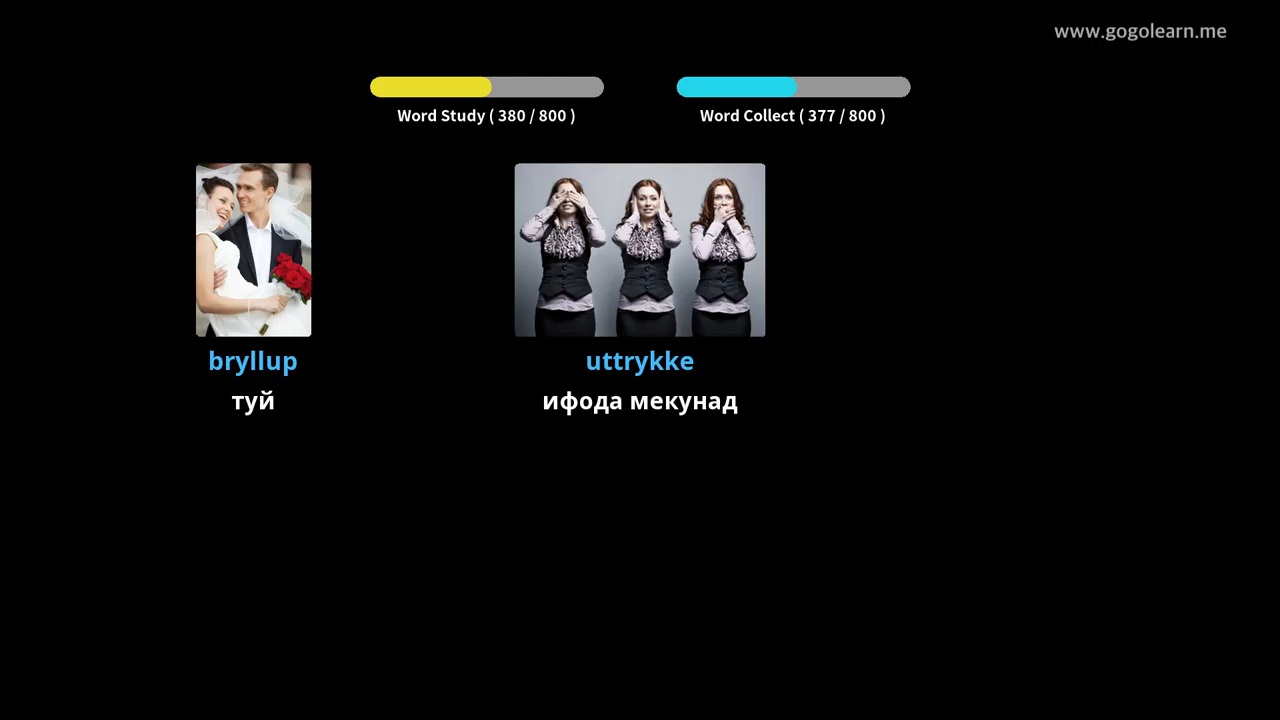 www.gogolearn.me
Word Study ( 380 / 800 )
Word Collect ( 377 / 800 )
bryllup
uttrykke
туй
ифода мекунад